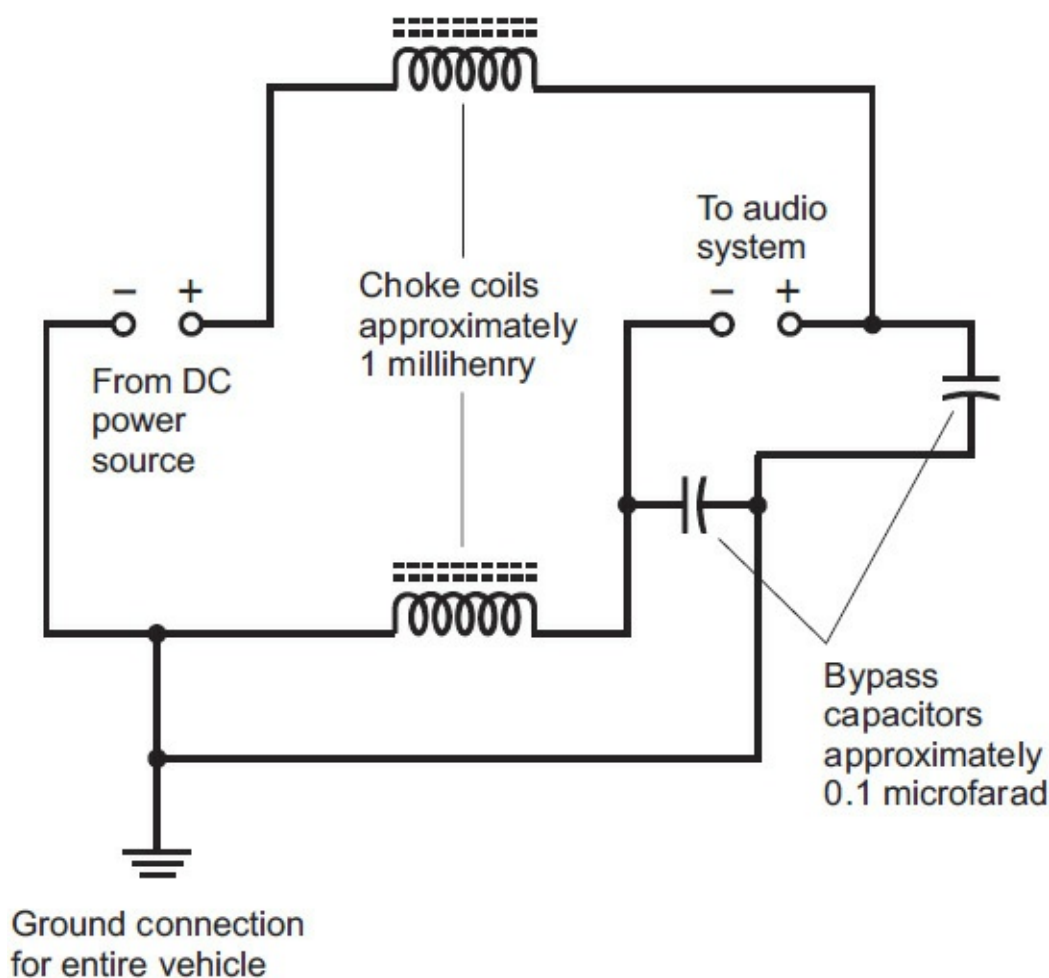 To audio
system
− +
Choke coils
approximately
1 millihenry
− +
From DC
power
source
Bypass
capacitors
approximately
0.1 microfarad
Ground connection
for entire vehicle